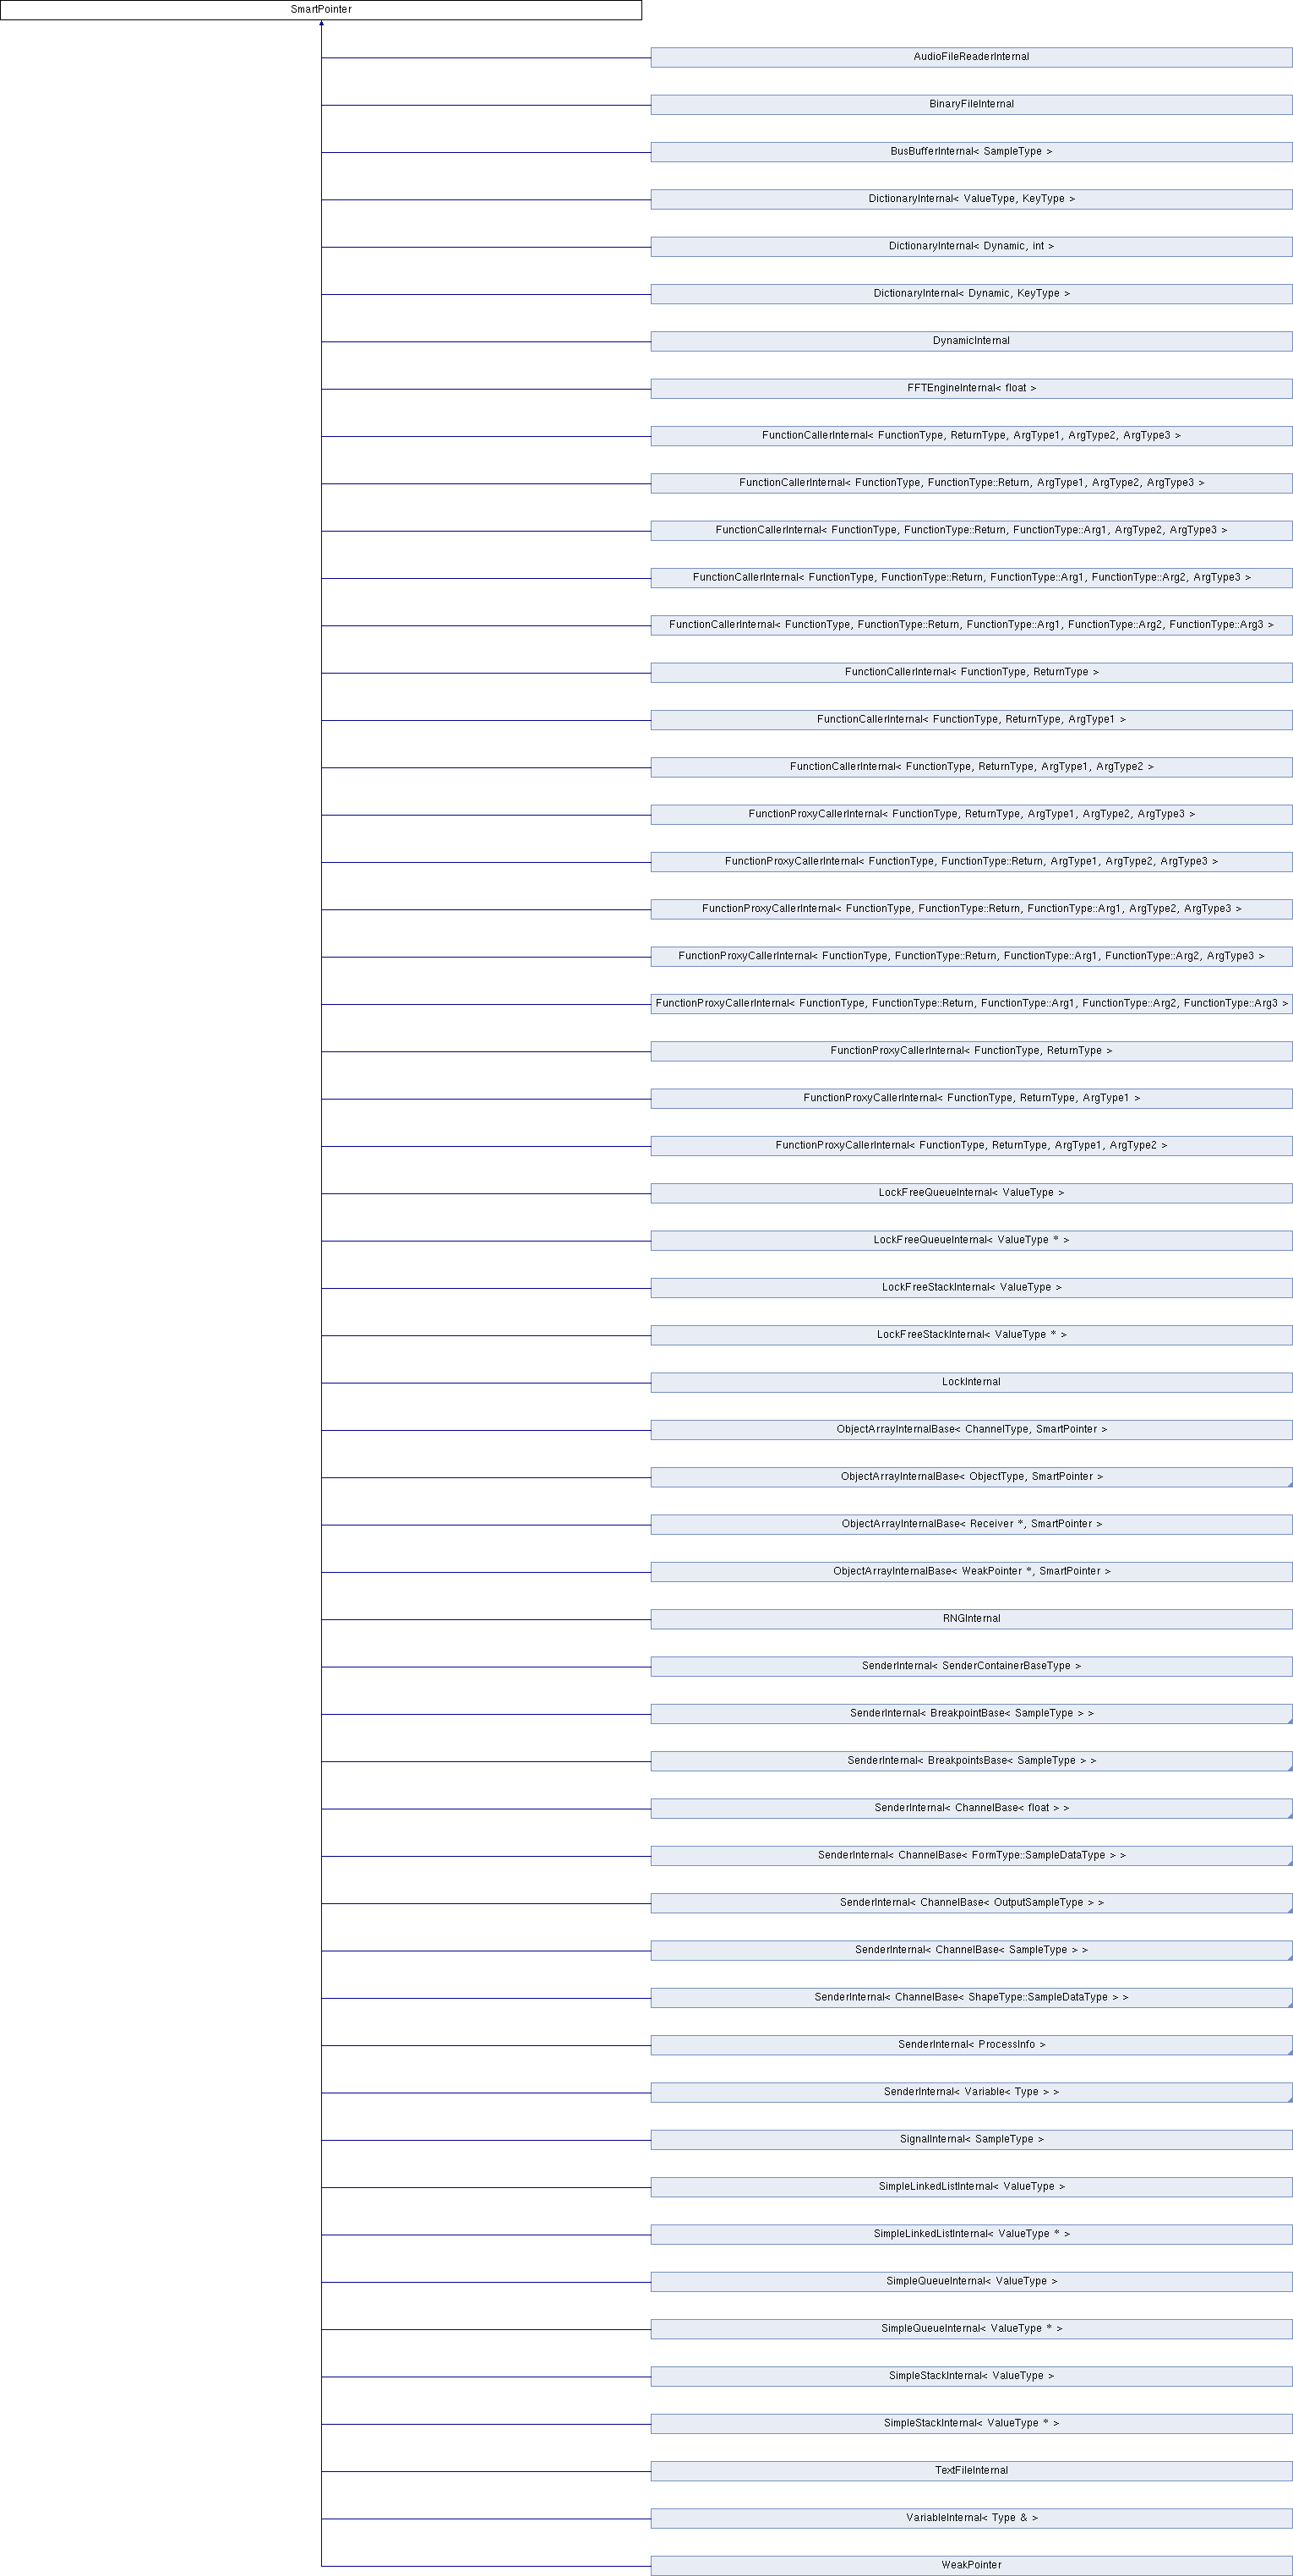 SmartPointer
AudioFileReaderInternal
BinaryFileInternal
BusBufferInternal< SampleType >
DictionaryInternal< ValueType, KeyType >
DictionaryInternal< Dynamic, int >
DictionaryInternal< Dynamic, KeyType >
DynamicInternal
FFTEngineInternal< float >
FunctionCallerInternal< FunctionType, ReturnType, ArgType1, ArgType2, ArgType3 >
FunctionCallerInternal< FunctionType, FunctionType::Return, ArgType1, ArgType2, ArgType3 >
FunctionCallerInternal< FunctionType, FunctionType::Return, FunctionType::Arg1, ArgType2, ArgType3 >
FunctionCallerInternal< FunctionType, FunctionType::Return, FunctionType::Arg1, FunctionType::Arg2, ArgType3 >
FunctionCallerInternal< FunctionType, FunctionType::Return, FunctionType::Arg1, FunctionType::Arg2, FunctionType::Arg3 >
FunctionCallerInternal< FunctionType, ReturnType >
FunctionCallerInternal< FunctionType, ReturnType, ArgType1 >
FunctionCallerInternal< FunctionType, ReturnType, ArgType1, ArgType2 >
FunctionProxyCallerInternal< FunctionType, ReturnType, ArgType1, ArgType2, ArgType3 >
FunctionProxyCallerInternal< FunctionType, FunctionType::Return, ArgType1, ArgType2, ArgType3 >
FunctionProxyCallerInternal< FunctionType, FunctionType::Return, FunctionType::Arg1, ArgType2, ArgType3 >
FunctionProxyCallerInternal< FunctionType, FunctionType::Return, FunctionType::Arg1, FunctionType::Arg2, ArgType3 >
FunctionProxyCallerInternal< FunctionType, FunctionType::Return, FunctionType::Arg1, FunctionType::Arg2, FunctionType::Arg3 >
FunctionProxyCallerInternal< FunctionType, ReturnType >
FunctionProxyCallerInternal< FunctionType, ReturnType, ArgType1 >
FunctionProxyCallerInternal< FunctionType, ReturnType, ArgType1, ArgType2 >
LockFreeQueueInternal< ValueType >
LockFreeQueueInternal< ValueType * >
LockFreeStackInternal< ValueType >
LockFreeStackInternal< ValueType * >
LockInternal
ObjectArrayInternalBase< ChannelType, SmartPointer >
ObjectArrayInternalBase< ObjectType, SmartPointer >
ObjectArrayInternalBase< Receiver *, SmartPointer >
ObjectArrayInternalBase< WeakPointer *, SmartPointer >
RNGInternal
SenderInternal< SenderContainerBaseType >
SenderInternal< BreakpointBase< SampleType > >
SenderInternal< BreakpointsBase< SampleType > >
SenderInternal< ChannelBase< float > >
SenderInternal< ChannelBase< FormType::SampleDataType > >
SenderInternal< ChannelBase< OutputSampleType > >
SenderInternal< ChannelBase< SampleType > >
SenderInternal< ChannelBase< ShapeType::SampleDataType > >
SenderInternal< ProcessInfo >
SenderInternal< Variable< Type > >
SignalInternal< SampleType >
SimpleLinkedListInternal< ValueType >
SimpleLinkedListInternal< ValueType * >
SimpleQueueInternal< ValueType >
SimpleQueueInternal< ValueType * >
SimpleStackInternal< ValueType >
SimpleStackInternal< ValueType * >
TextFileInternal
VariableInternal< Type & >
WeakPointer